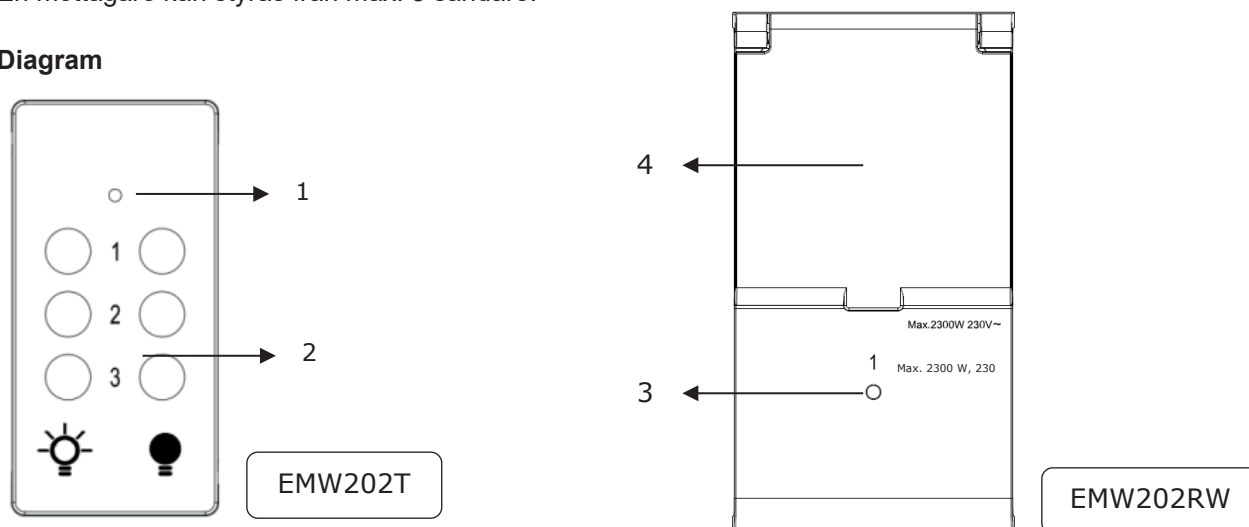 En mottagare kan styras från max. sändare.
Diagram
1
1
2
2
3
EMW202T
4
Max.2300W 230V~
1
Max. 2300 W, 230
3
EMW202RW